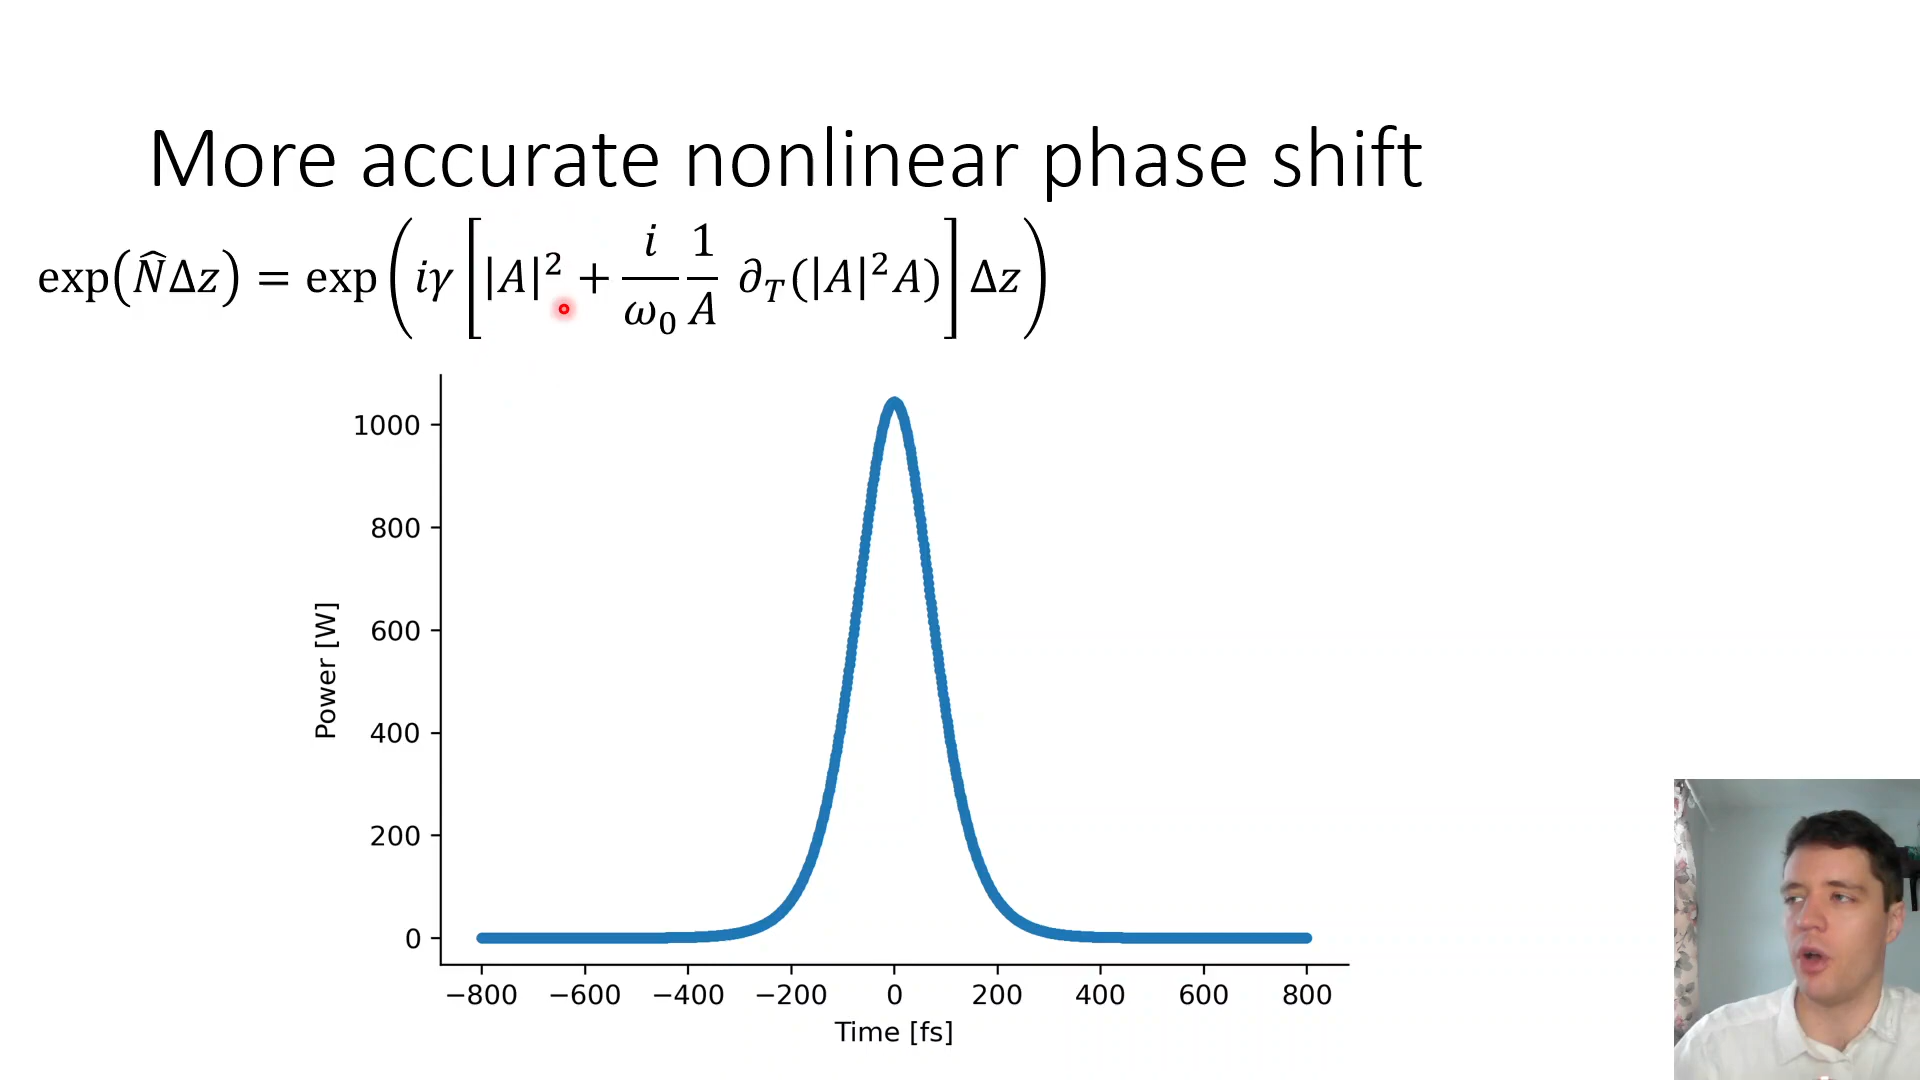 More accurate nonlinear phase shift
exp(N̂Δz) = exp(iγ[|A|² + i/ω₀ 1/A ∂_T(|A|²A)]Δz)
1000
800
600
400
200
0
Power [W]
−800 −600 −400 −200 0 200 400 600 800
Time [fs]